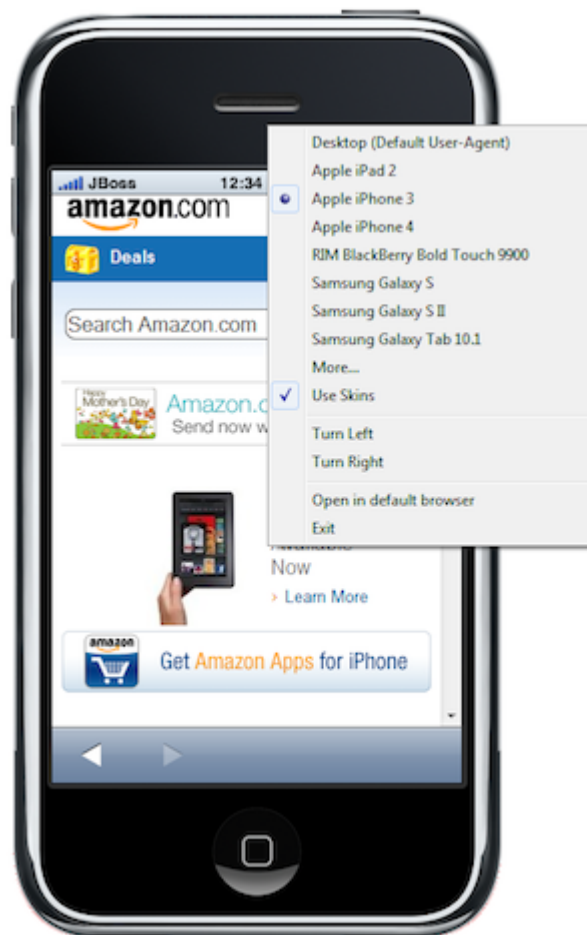 JBoss 12:34
amazon.com
Deals
Search Amazon.com
Happy
Mother's Day
Amazon.c
Send now w
Now
> Learn More
amazon
Get Amazon Apps for iPhone
Desktop (Default User-Agent)
Apple iPad 2
Apple iPhone 3
Apple iPhone 4
RIM BlackBerry Bold Touch 9900
Samsung Galaxy S
Samsung Galaxy S II
Samsung Galaxy Tab 10.1
More...
Use Skins
Turn Left
Turn Right
Open in default browser
Exit